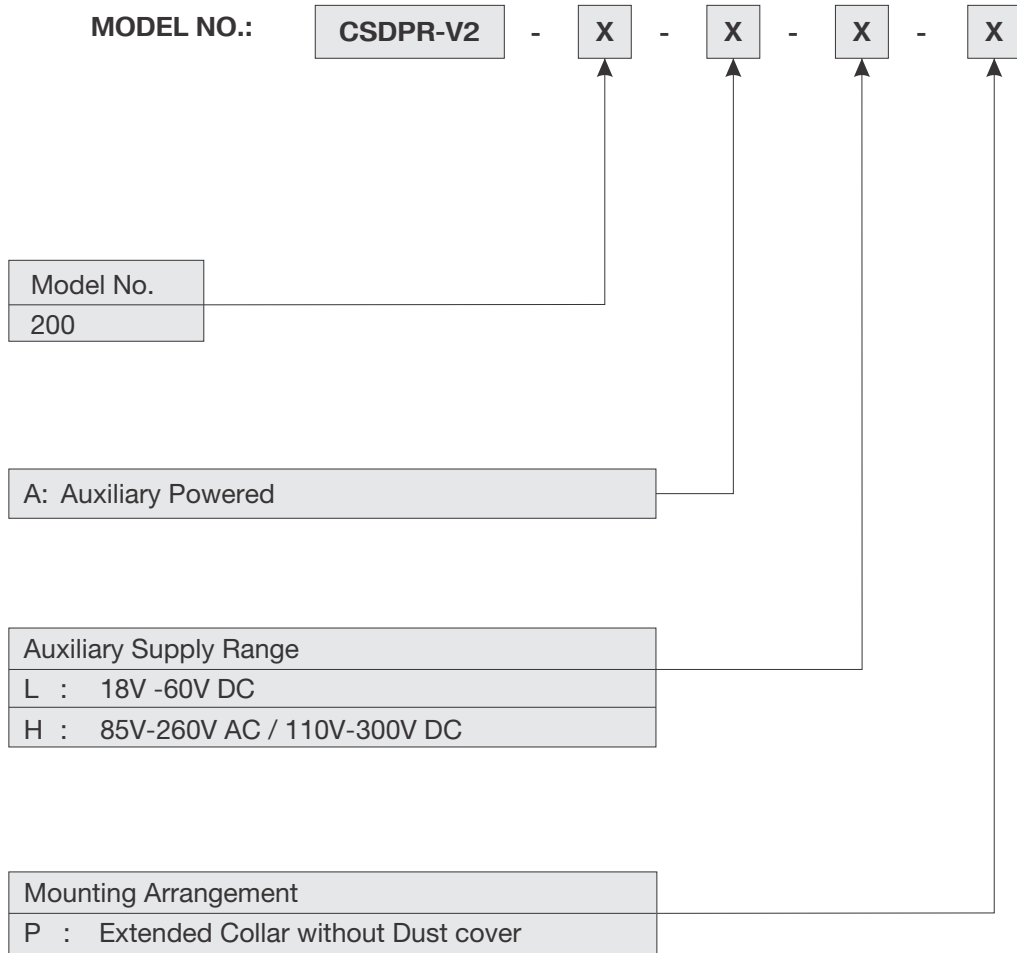 MODEL NO.: CSDPR-V2 - X - X - X - X
Model No.
200
A: Auxiliary Powered
Auxiliary Supply Range
L : 18V -60V DC
H : 85V-260V AC / 110V-300V DC
Mounting Arrangement
P : Extended Collar without Dust cover